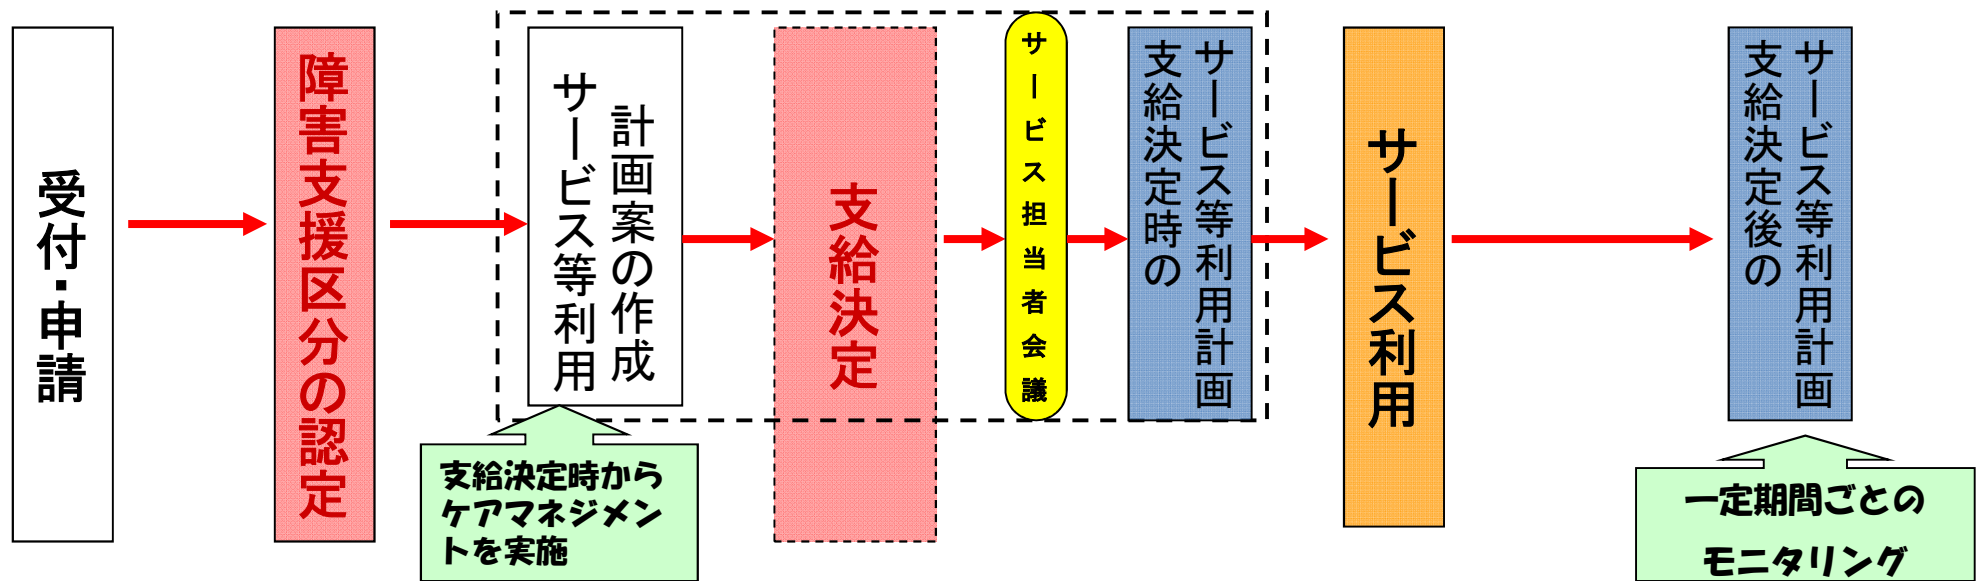 受付・申請
障害支援区分の認定
サービス等利用
計画案の作成
支給決定時から
ケアマネジメン
トを実施
支給決定
サービス担当者会議
支給決定時の
サービス等利用計画
サービス利用
支給決定後の
サービス等利用計画
一定期間ごとの
モニタリング